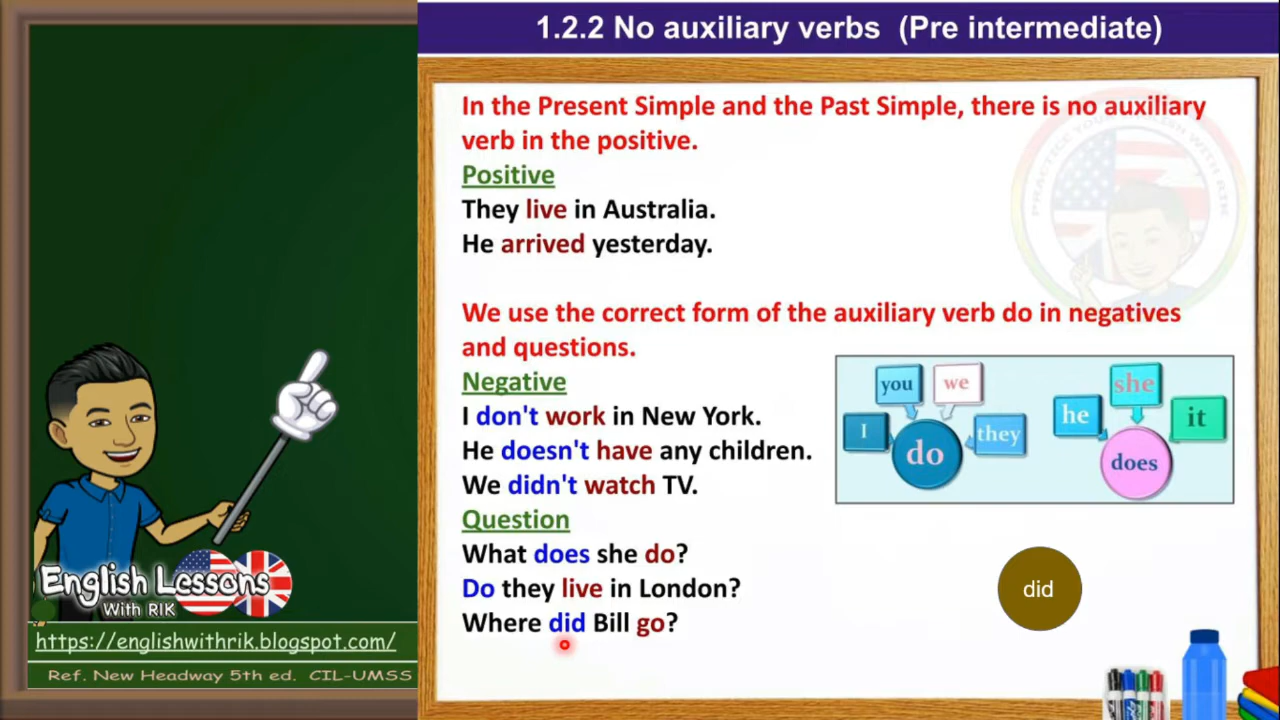 1.2.2 No auxiliary verbs (Pre intermediate)
In the Present Simple and the Past Simple, there is no auxiliary
verb in the positive.
Positive
They live in Australia.
He arrived yesterday.
We use the correct form of the auxiliary verb do in negatives
and questions.
Negative
I don't work in New York.
He doesn't have any children.
We didn't watch TV.
Question
What does she do?
Do they live in London?
Where did Bill go?
you
we
I
they
do
she
he
it
does
did
English Lessons
With RIK
https://englishwithrik.blogspot.com/
Ref. New Headway 5th ed. CIL-UMSS